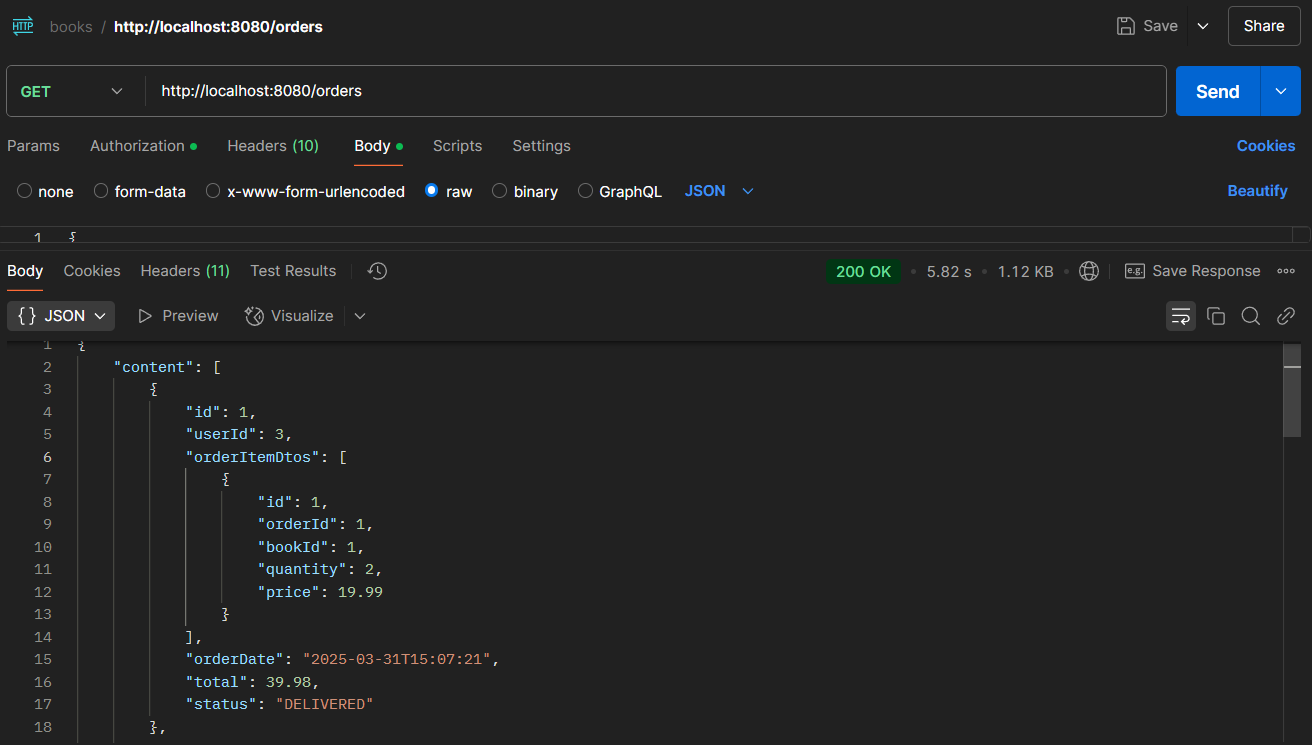 HTTP books / http://localhost:8080/orders Save Share
GET http://localhost:8080/orders Send
Params Authorization Headers (10) Body Scripts Settings Cookies
none form-data x-www-form-urlencoded raw binary GraphQL JSON Beautify
1 {
Body Cookies Headers (11) Test Results 200 OK • 5.82 s • 1.12 KB • e.g. Save Response
{} JSON Preview Visualize
1 {
2 "content": [
3 {
4 "id": 1,
5 "userId": 3,
6 "orderItemDtos": [
7 {
8 "id": 1,
9 "orderId": 1,
10 "bookId": 1,
11 "quantity": 2,
12 "price": 19.99
13 }
14 ],
15 "orderDate": "2025-03-31T15:07:21",
16 "total": 39.98,
17 "status": "DELIVERED"
18 },